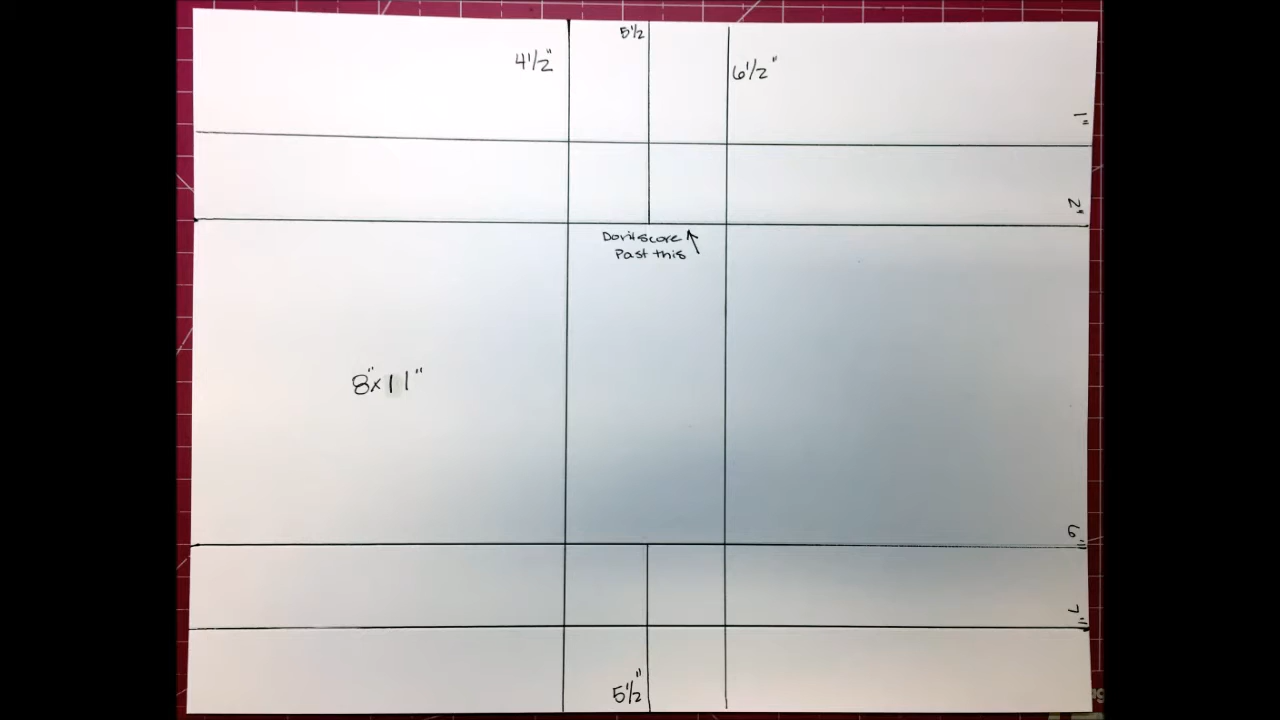 5½
4½"
6½"
1"
2"
Don't score
Past this
8"x11"
6"
7"
5½"